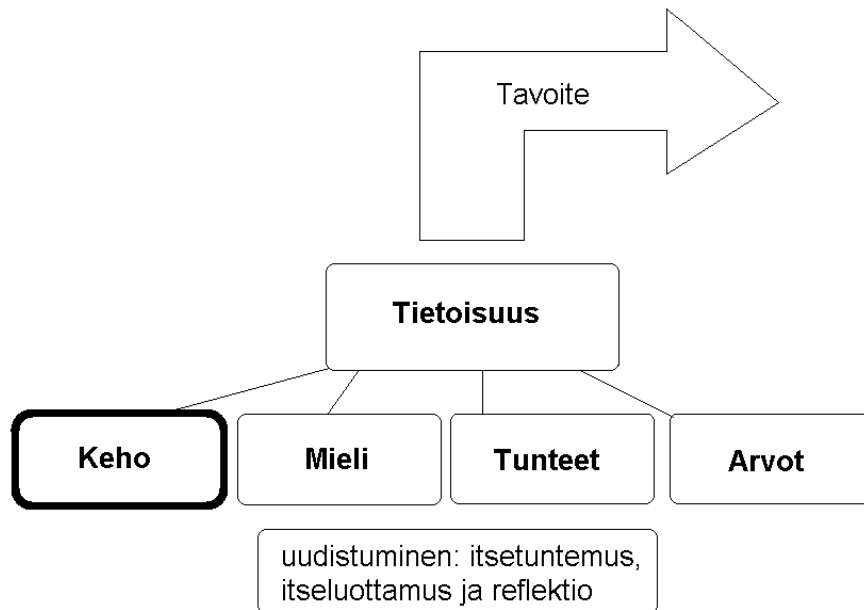 Tavoite
Tietoisuus
Keho
Mieli
Tunteet
Arvot
uudistuminen: itsetuntemus,
itseluottamus ja reflektio